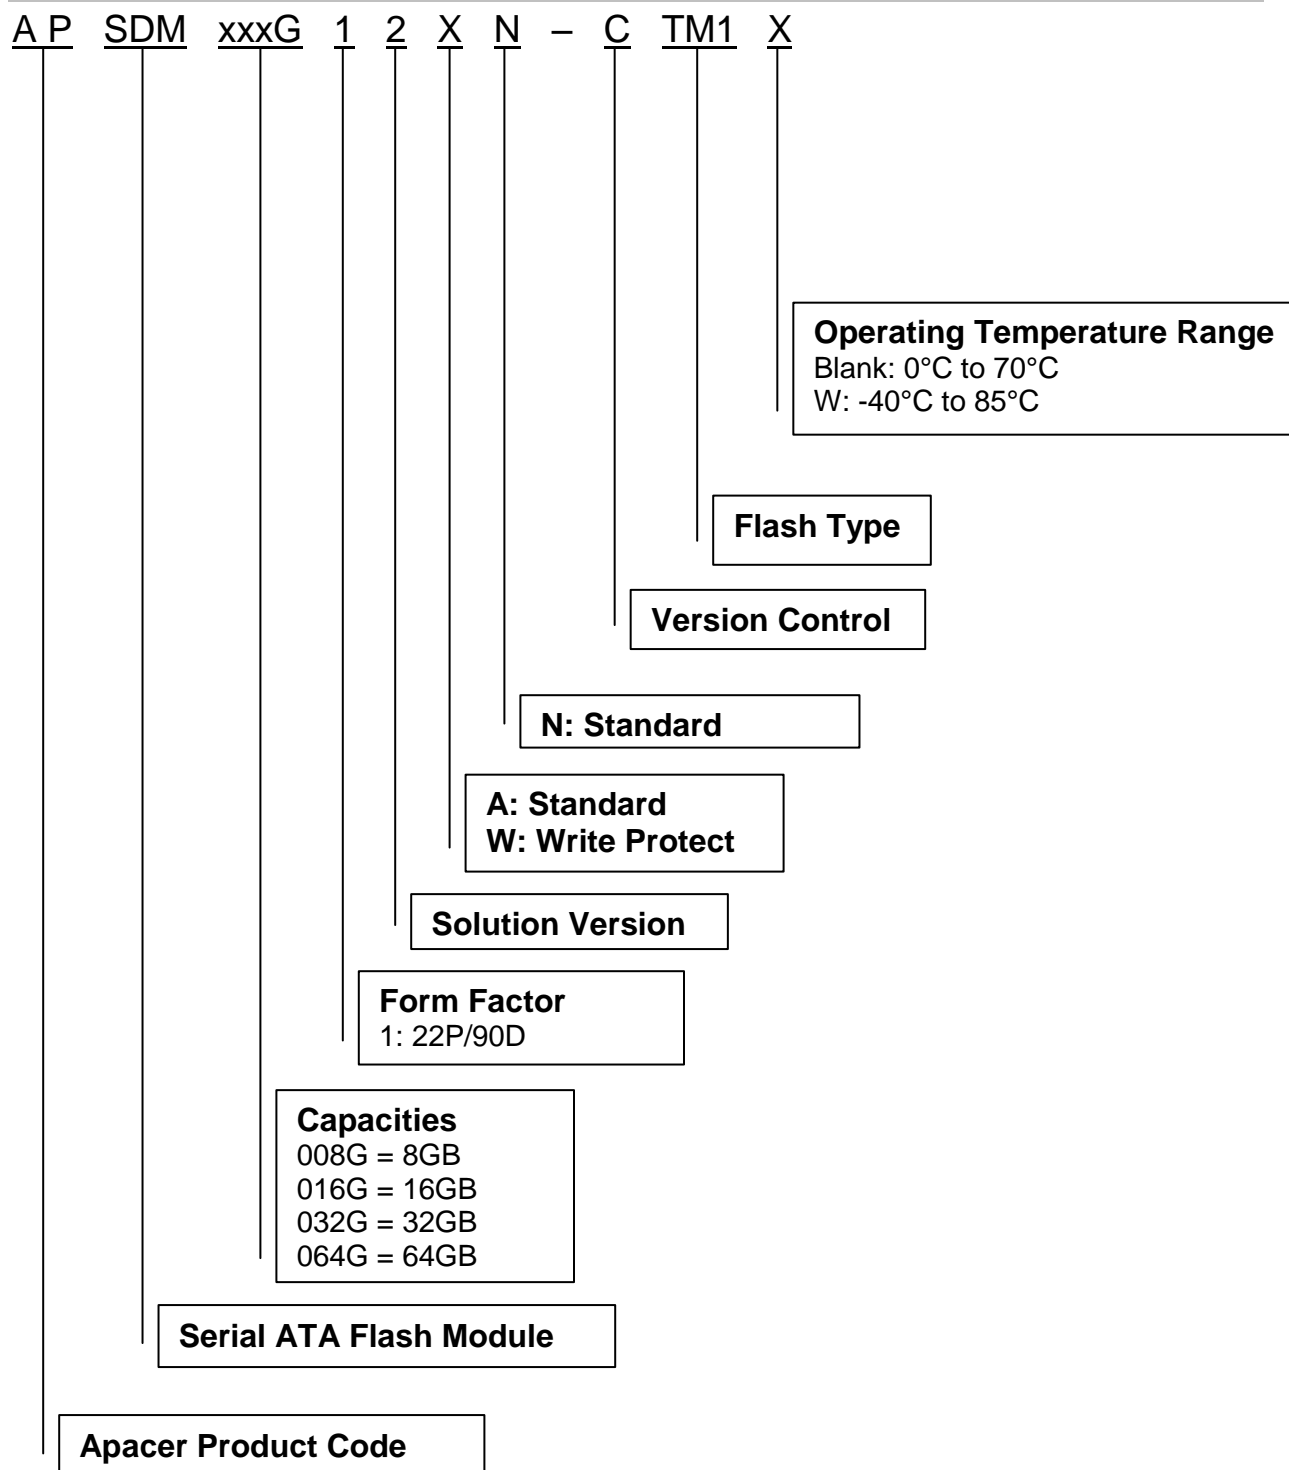 A P SDM xxxG 1 2 X N – C TM1 X
Operating Temperature Range
Blank: 0°C to 70°C
W: -40°C to 85°C
Flash Type
Version Control
N: Standard
A: Standard
W: Write Protect
Solution Version
Form Factor
1: 22P/90D
Capacities
008G = 8GB
016G = 16GB
032G = 32GB
064G = 64GB
Serial ATA Flash Module
Apacer Product Code